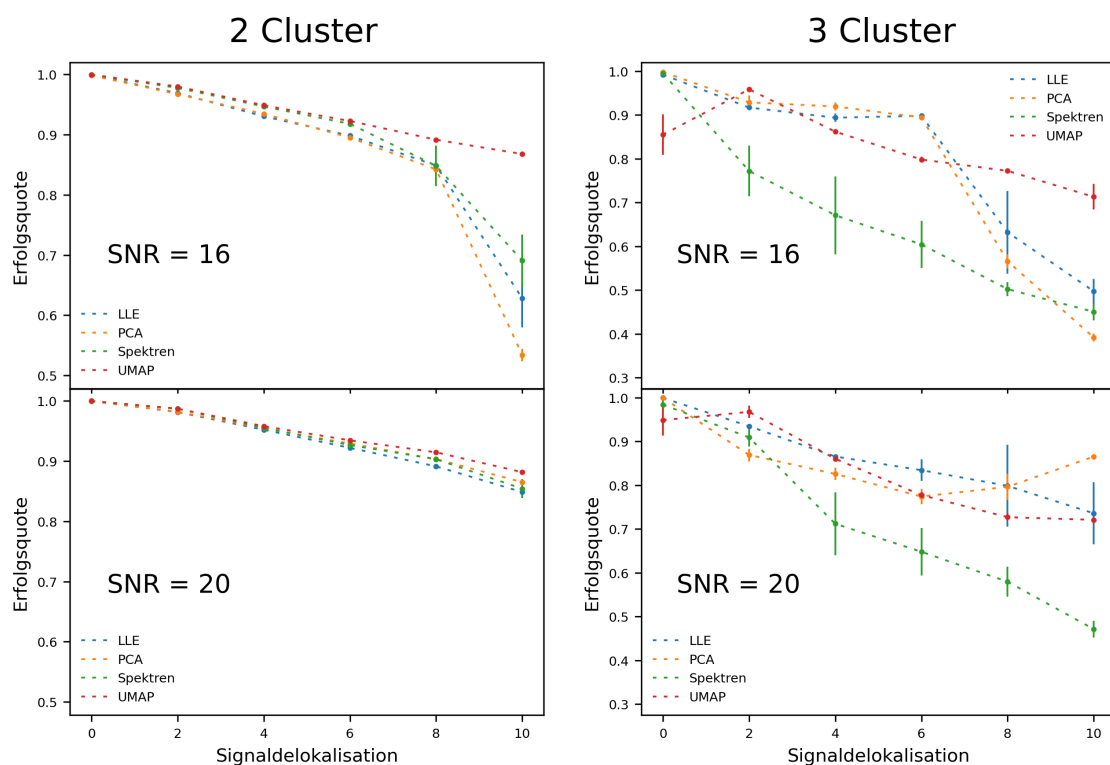 2 Cluster
3 Cluster
Erfolgsquote
1.0
0.9
0.8
0.7
0.6
0.5
SNR = 16
LLE
PCA
Spektren
UMAP
Erfolgsquote
1.0
0.9
0.8
0.7
0.6
0.5
0.4
0.3
SNR = 16
LLE
PCA
Spektren
UMAP
Erfolgsquote
1.0
0.9
0.8
0.7
0.6
0.5
SNR = 20
LLE
PCA
Spektren
UMAP
0 2 4 6 8 10
Signaldelokalisation
Erfolgsquote
1.0
0.9
0.8
0.7
0.6
0.5
0.4
0.3
SNR = 20
LLE
PCA
Spektren
UMAP
0 2 4 6 8 10
Signaldelokalisation